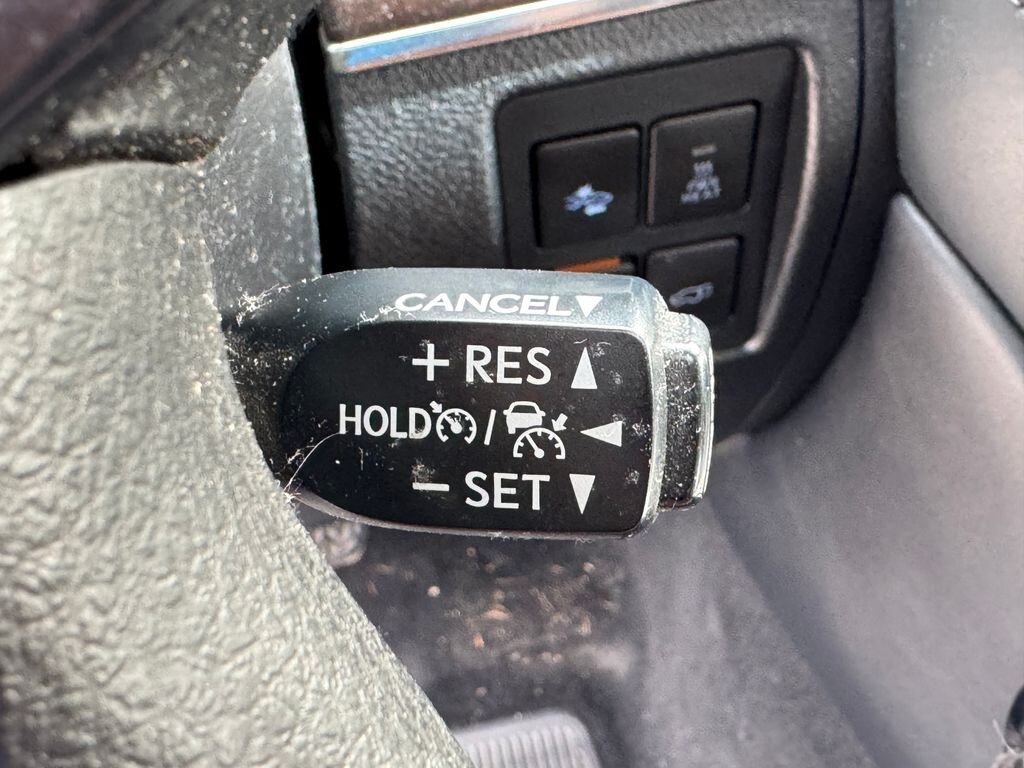 CANCEL▼
+ RES ▲
HOLD / ◀
− SET ▼